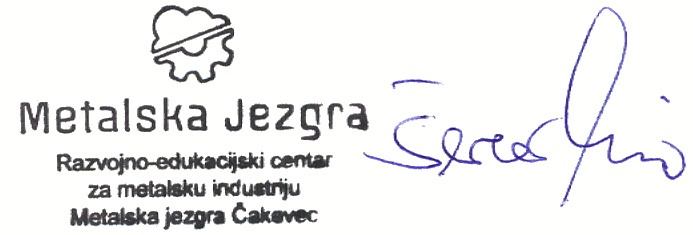 Metalska Jezgra
Razvojno-edukacijski centar
za metalsku industriju
Metalska jezgra Čakovec